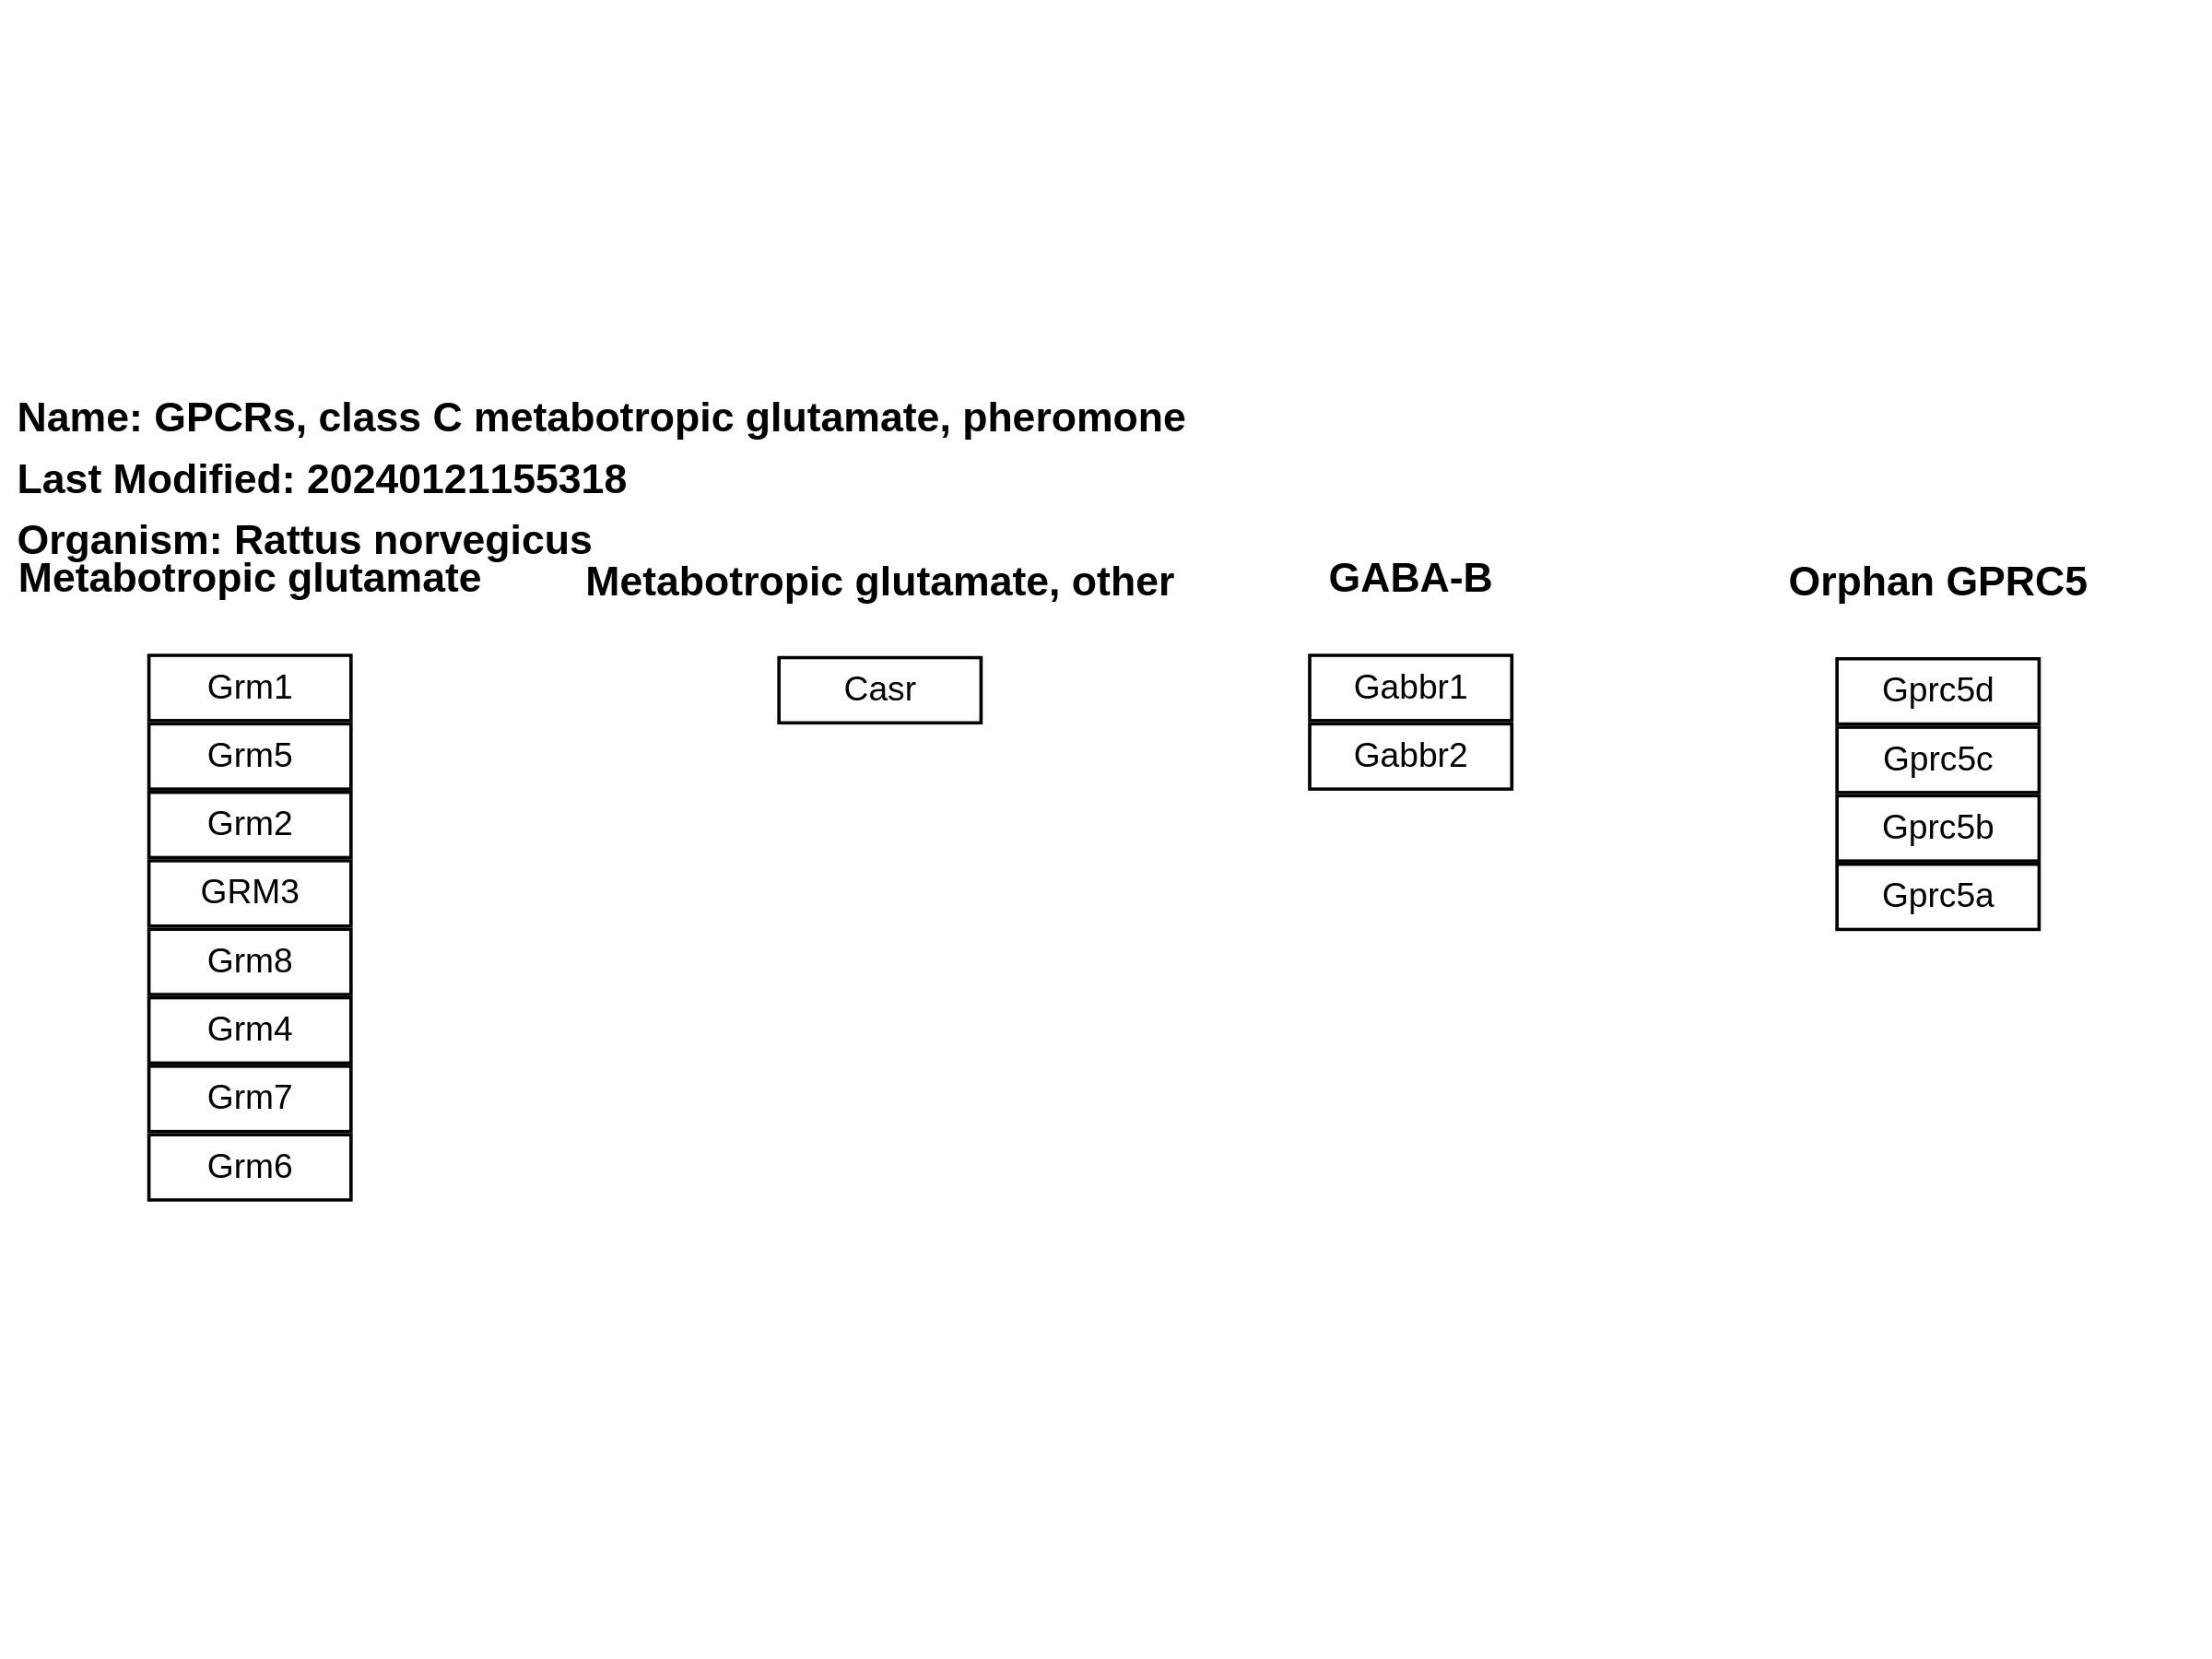 Name: GPCRs, class C metabotropic glutamate, pheromone
Last Modified: 20240121155318
Organism: Rattus norvegicus
Metabotropic glutamate
Grm1
Grm5
Grm2
GRM3
Grm8
Grm4
Grm7
Grm6
Metabotropic glutamate, other
Casr
GABA-B
Gabbr1
Gabbr2
Orphan GPRC5
Gprc5d
Gprc5c
Gprc5b
Gprc5a